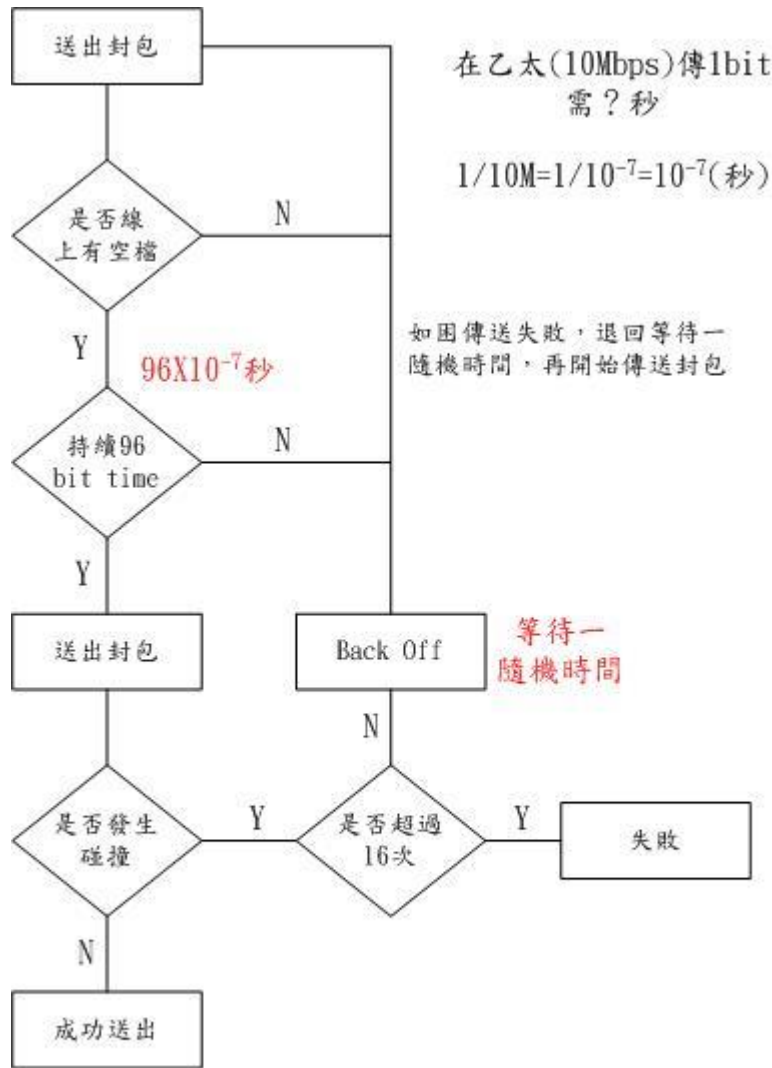 送出封包
在乙太(10Mbps)傳1bit
需？秒
1/10M=1/10⁻⁷=10⁻⁷(秒)
是否線
上有空檔
N
Y
96X10⁻⁷秒
如困傳送失敗，退回等待一
隨機時間，再開始傳送封包
持續96
bit time
N
Y
送出封包
Back Off
等待一
隨機時間
N
是否發生
碰撞
Y
是否超過
16次
Y
失敗
N
成功送出